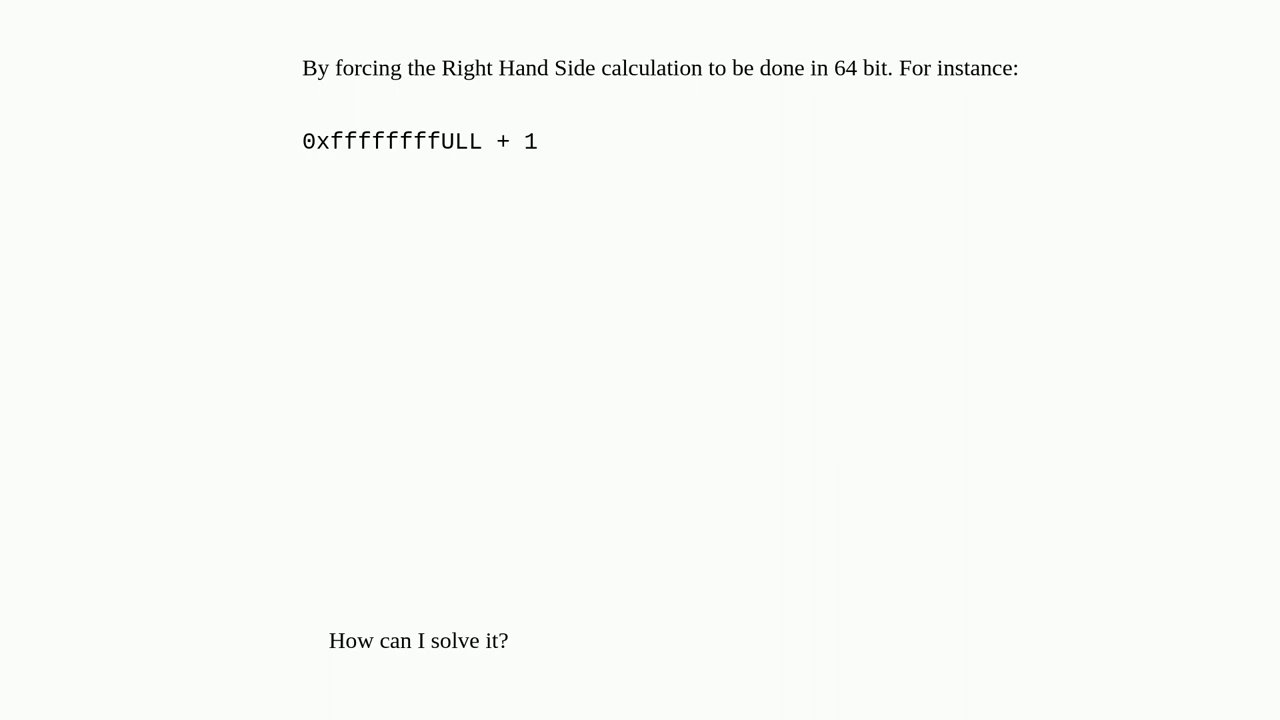 By forcing the Right Hand Side calculation to be done in 64 bit. For instance:
0xffffffffULL + 1
How can I solve it?